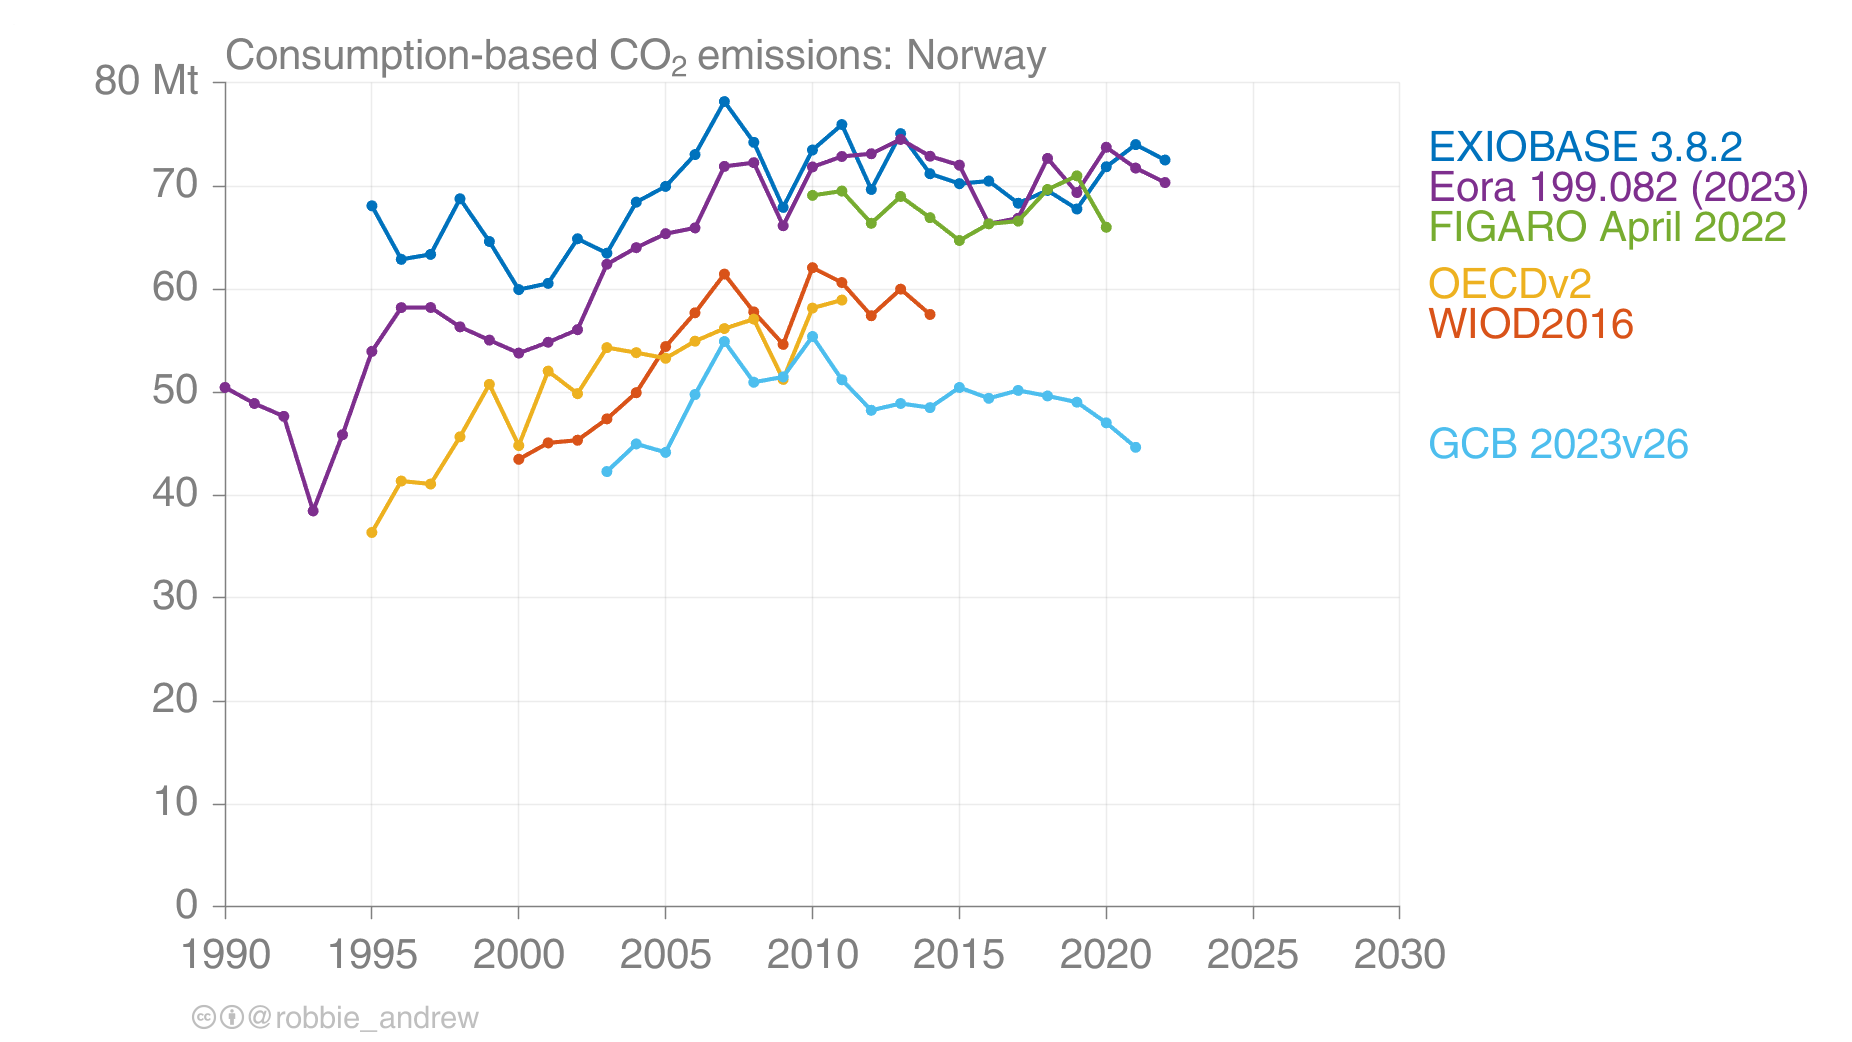 Consumption-based CO₂ emissions: Norway
80 Mt
70
60
50
40
30
20
10
0
1990 1995 2000 2005 2010 2015 2020 2025 2030
EXIOBASE 3.8.2
Eora 199.082 (2023)
FIGARO April 2022
OECDv2
WIOD2016
GCB 2023v26
cc @robbie_andrew